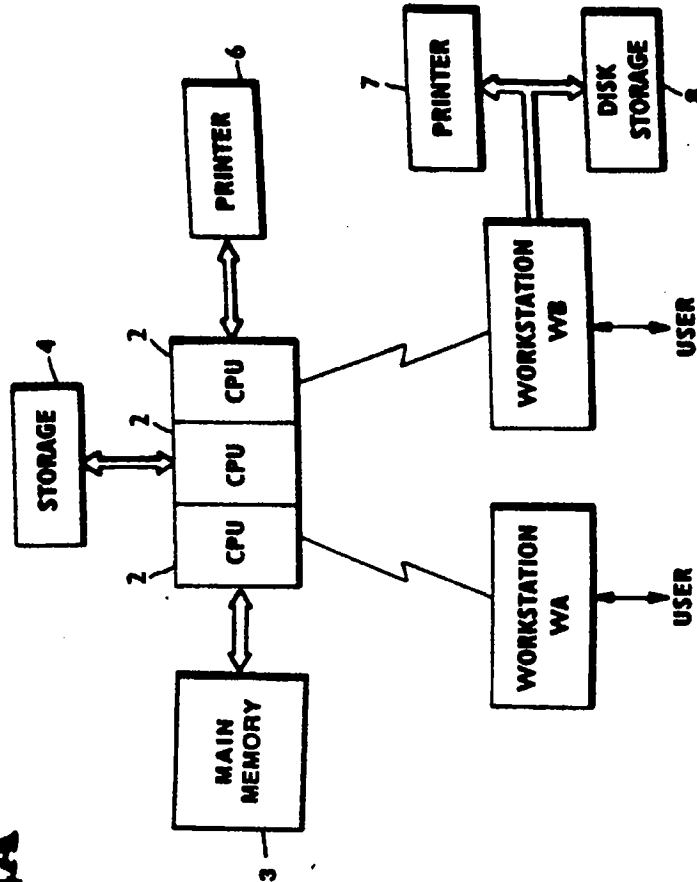 STORAGE
4
MAIN
MEMORY
3
2
2
2
CPU
CPU
CPU
PRINTER
6
WORKSTATION
WA
USER
WORKSTATION
WB
USER
PRINTER
7
DISK
STORAGE